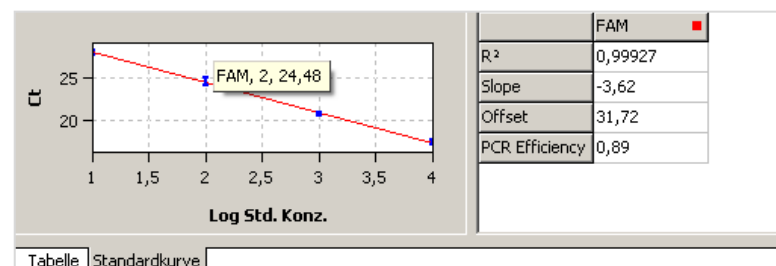 FAM
R² 0,99927
Slope -3,62
Offset 31,72
PCR Efficiency 0,89
Ct
25
20
FAM, 2, 24,48
1 1,5 2 2,5 3 3,5 4
Log Std. Konz.
Tabelle Standardkurve